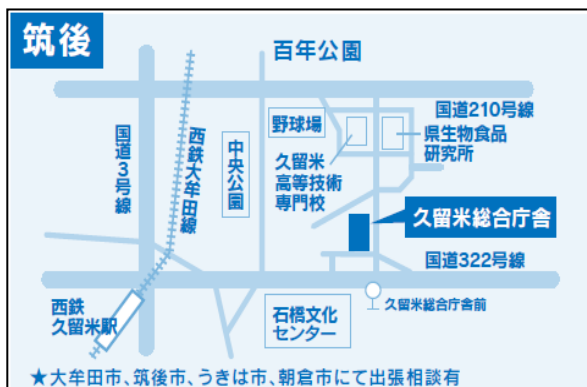 筑後
百年公園
国道3号線
西鉄大牟田線
中央公園
野球場
久留米
高等技術
専門校
国道210号線
県生物食品
研究所
久留米総合庁舎
国道322号線
西鉄
久留米駅
石橋文化
センター
久留米総合庁舎前
★大牟田市、筑後市、うきは市、朝倉市にて出張相談有